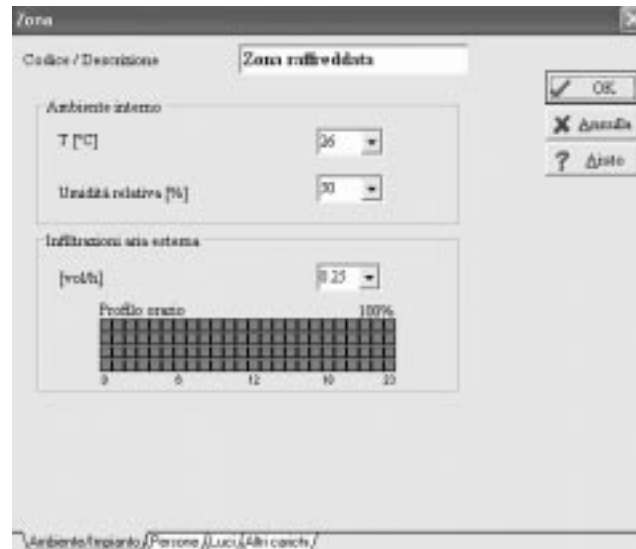 Zona
Codice / Descrizione
Zona raffreddata
OK
Annulla
Aiuto
Ambiente interno
T [°C]
26
Umidità relativa [%]
50
Infiltrazioni aria esterna
[vol/h]
0.25
Profilo orario 100%
0 6 12 18 23
Ambiente/Impianto Persone Luci Altri carichi